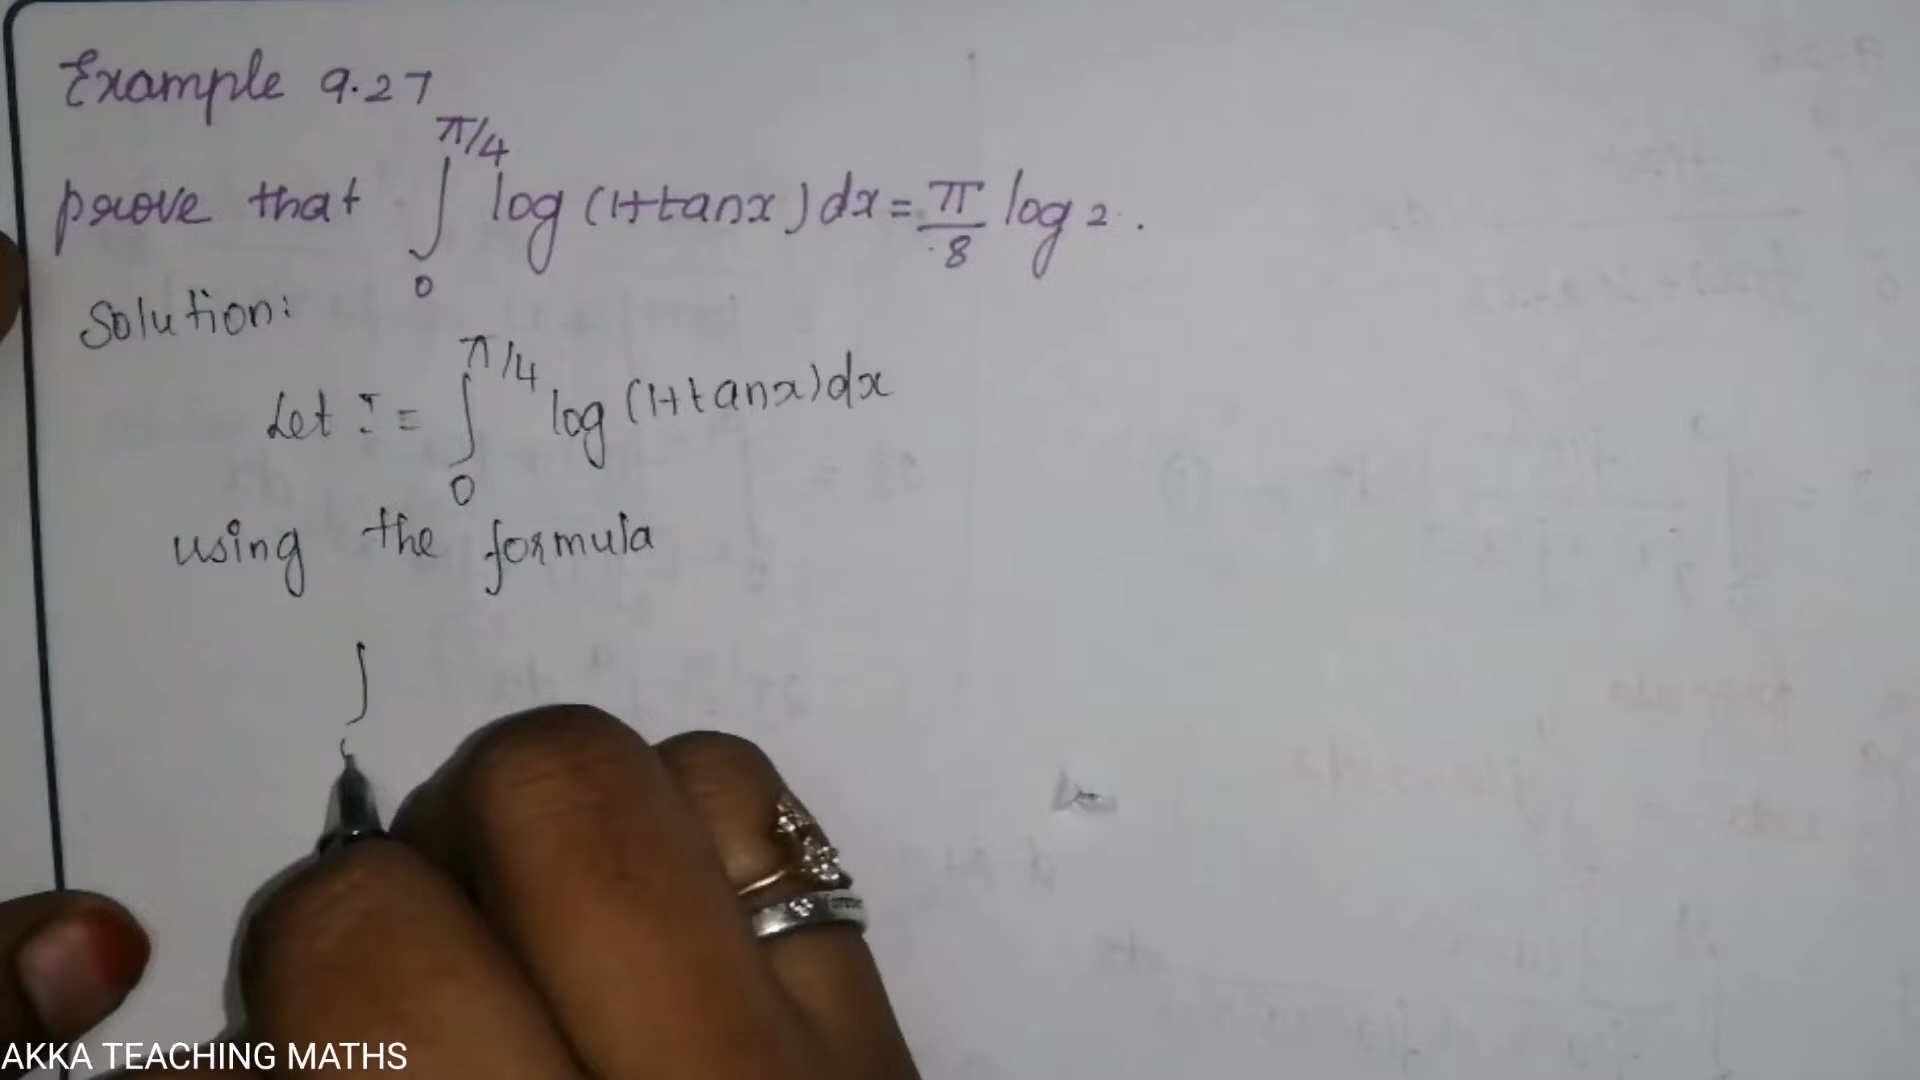 Example 9.27
prove that ∫₀^π/4 log (1+tanx) dx = π/8 log 2.
Solution:
Let I = ∫₀^π/4 log (1+tanx) dx
using the formula
∫
AKKA TEACHING MATHS